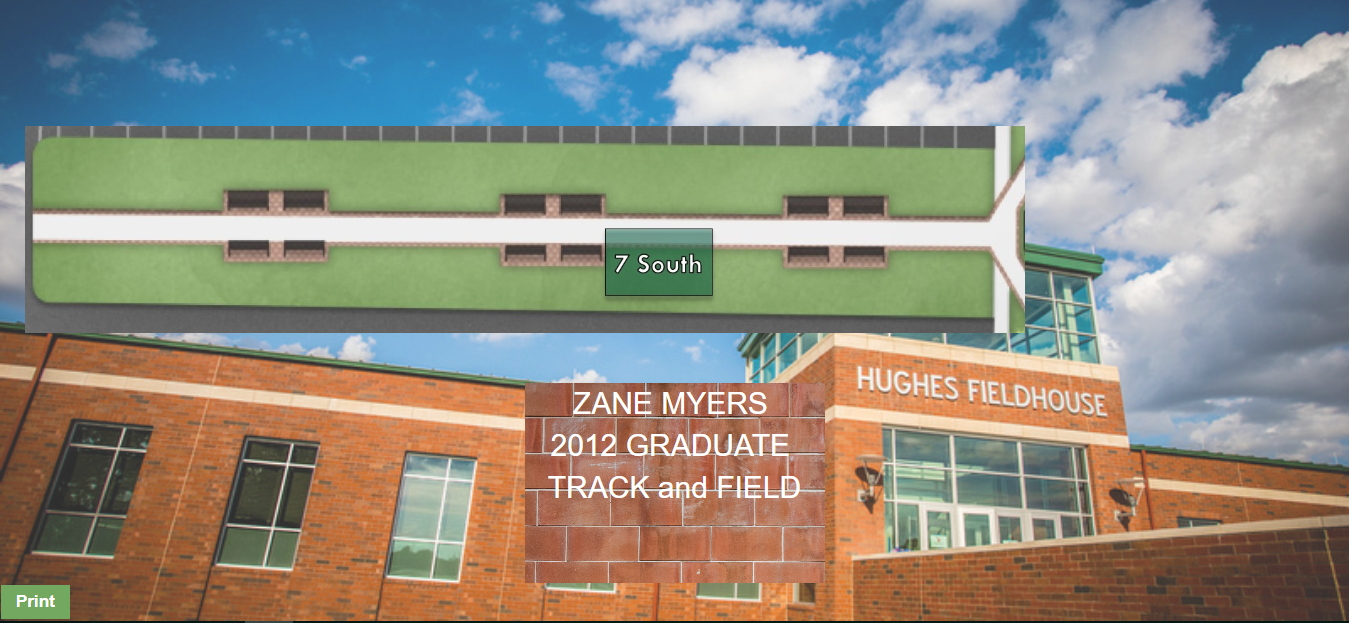 7 South
HUGHES FIELDHOUSE
ZANE MYERS
2012 GRADUATE
TRACK and FIELD
Print